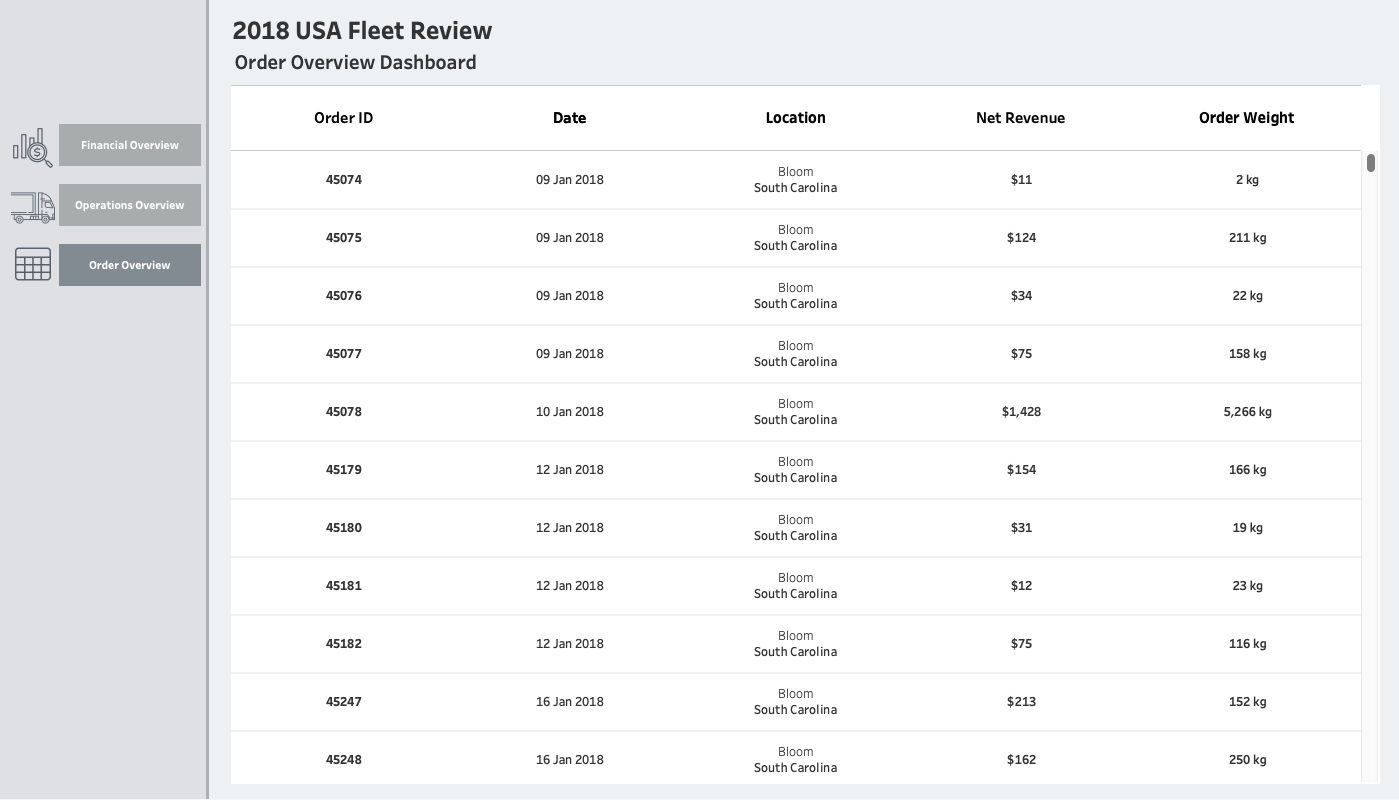 2018 USA Fleet Review
Order Overview Dashboard
Financial Overview
Operations Overview
Order Overview
Order ID Date Location Net Revenue Order Weight
45074 09 Jan 2018 Bloom South Carolina $11 2 kg
45075 09 Jan 2018 Bloom South Carolina $124 211 kg
45076 09 Jan 2018 Bloom South Carolina $34 22 kg
45077 09 Jan 2018 Bloom South Carolina $75 158 kg
45078 10 Jan 2018 Bloom South Carolina $1,428 5,266 kg
45179 12 Jan 2018 Bloom South Carolina $154 166 kg
45180 12 Jan 2018 Bloom South Carolina $31 19 kg
45181 12 Jan 2018 Bloom South Carolina $12 23 kg
45182 12 Jan 2018 Bloom South Carolina $75 116 kg
45247 16 Jan 2018 Bloom South Carolina $213 152 kg
45248 16 Jan 2018 Bloom South Carolina $162 250 kg